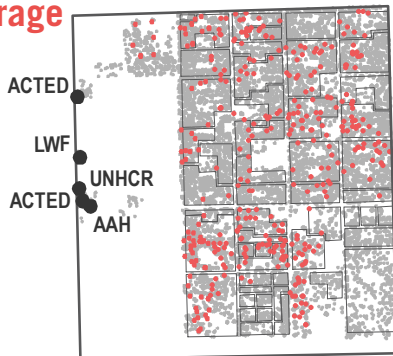 rage
ACTED
LWF
UNHCR
ACTED
AAH